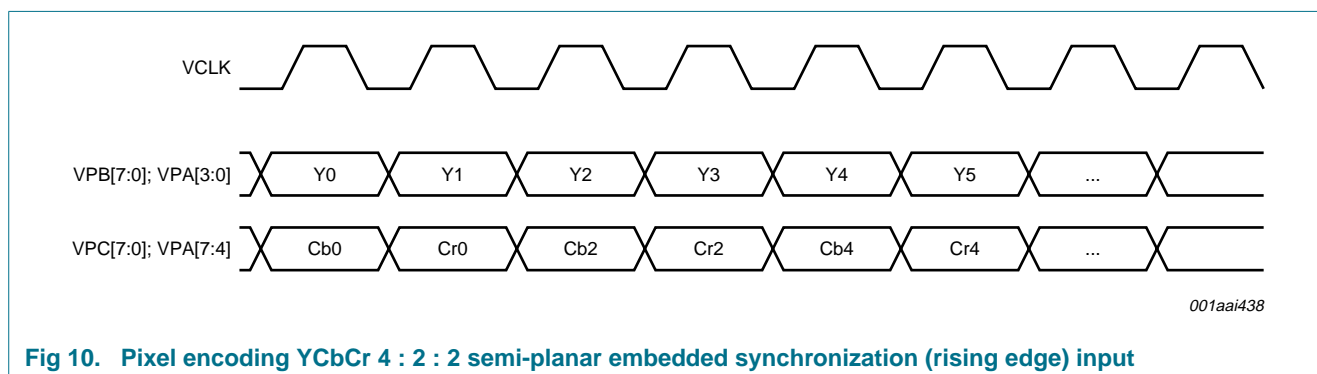 VCLK
VPB[7:0]; VPA[3:0] Y0 Y1 Y2 Y3 Y4 Y5 ...
VPC[7:0]; VPA[7:4] Cb0 Cr0 Cb2 Cr2 Cb4 Cr4 ...
001aai438
Fig 10. Pixel encoding YCbCr 4 : 2 : 2 semi-planar embedded synchronization (rising edge) input